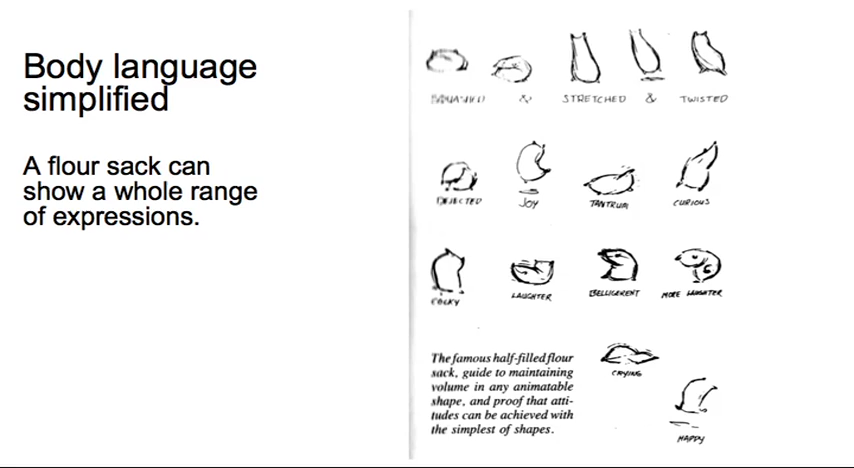 Body language
simplified
A flour sack can
show a whole range
of expressions.
SQUASHED & STRETCHED & TWISTED
DEJECTED JOY TANTRUM CURIOUS
COCKY LAUGHTER BELLIGERENT MORE LAUGHTER
The famous half-filled flour
sack, guide to maintaining
volume in any animatable
shape, and proof that atti-
tudes can be achieved with
the simplest of shapes.
CRYING
HAPPY